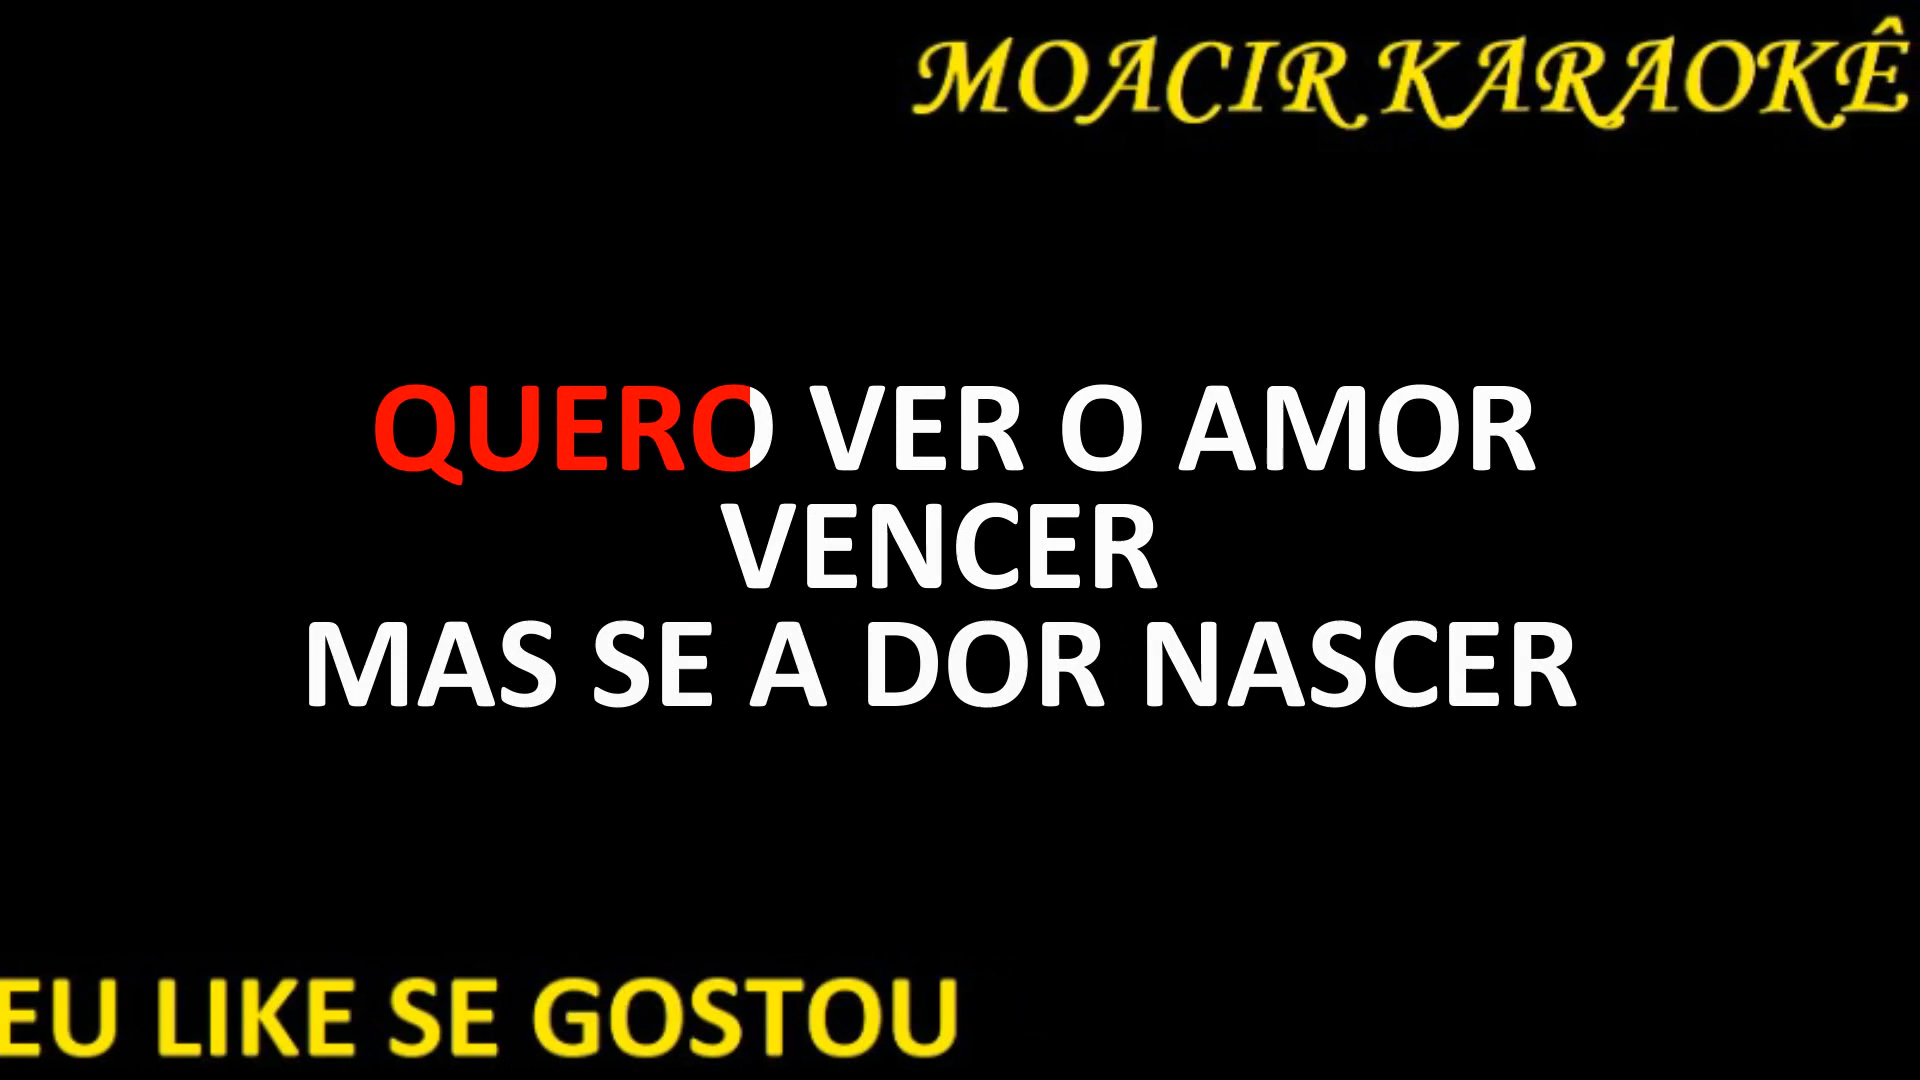 MOACIR KARAOKÊ
QUERO VER O AMOR
VENCER
MAS SE A DOR NASCER
EU LIKE SE GOSTOU